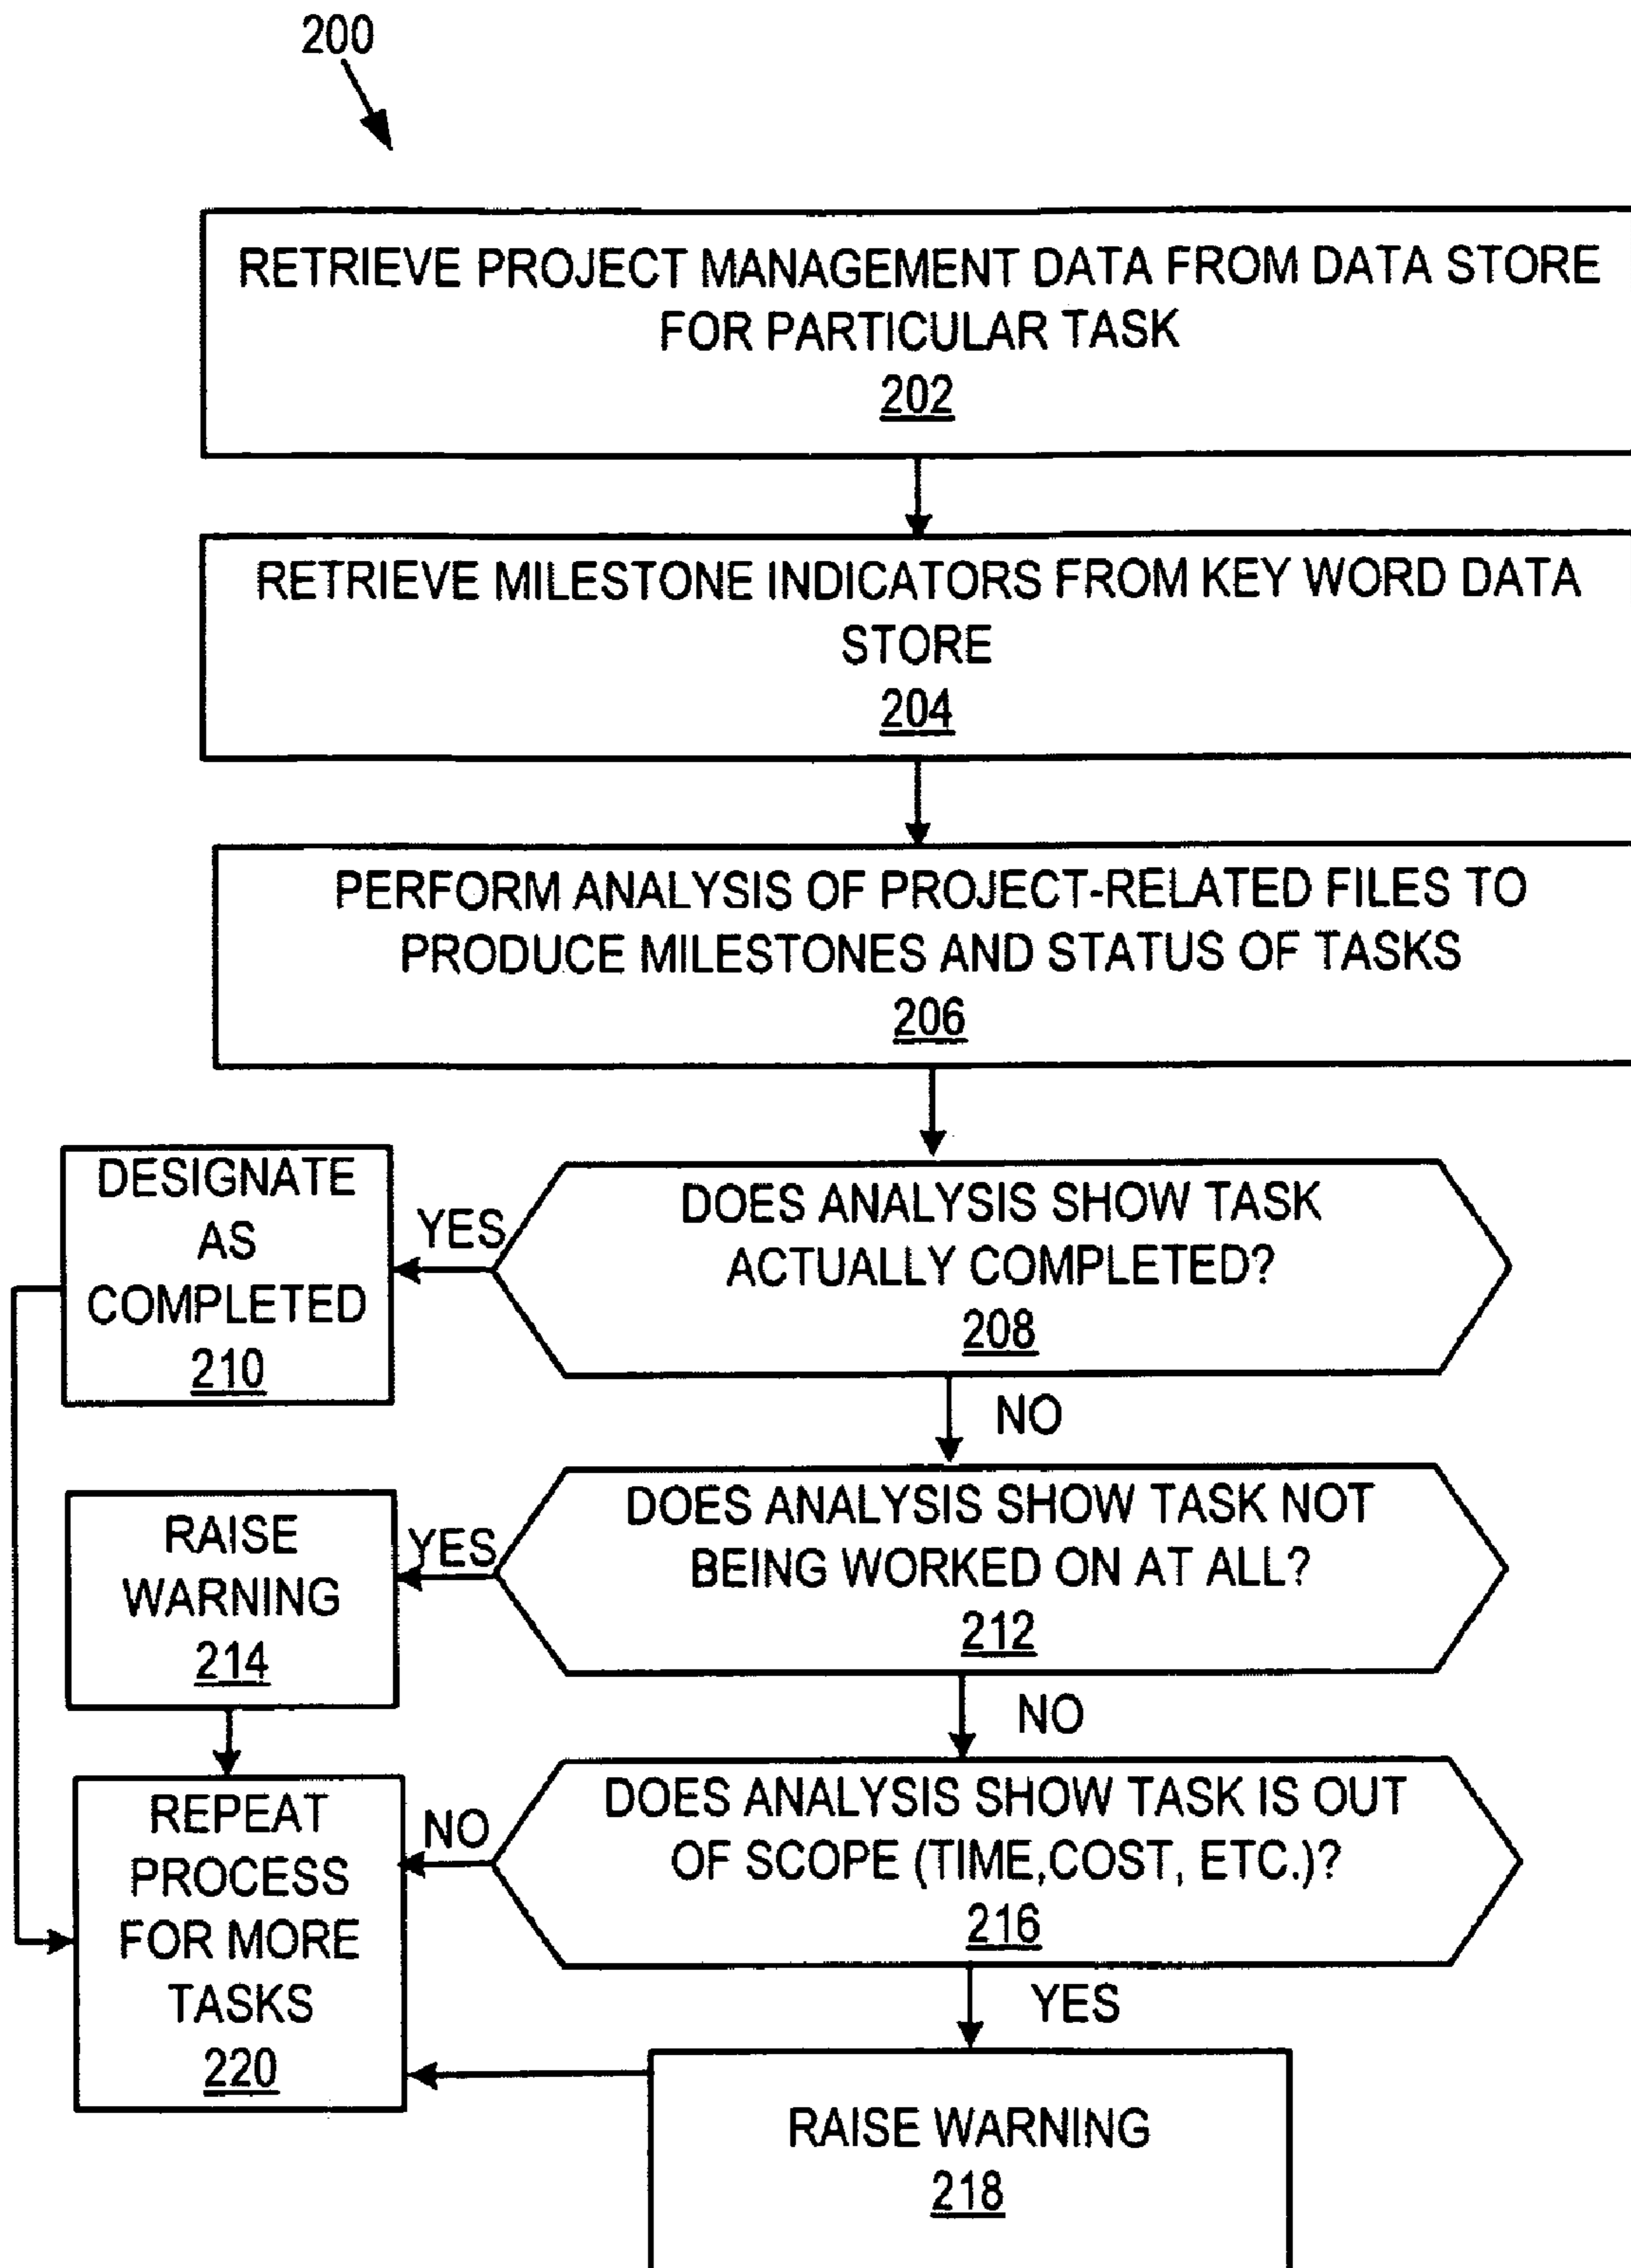 200
RETRIEVE PROJECT MANAGEMENT DATA FROM DATA STORE
FOR PARTICULAR TASK
202
RETRIEVE MILESTONE INDICATORS FROM KEY WORD DATA
STORE
204
PERFORM ANALYSIS OF PROJECT-RELATED FILES TO
PRODUCE MILESTONES AND STATUS OF TASKS
206
DOES ANALYSIS SHOW TASK
ACTUALLY COMPLETED?
208
YES
DESIGNATE
AS
COMPLETED
210
NO
DOES ANALYSIS SHOW TASK NOT
BEING WORKED ON AT ALL?
212
YES
RAISE
WARNING
214
NO
DOES ANALYSIS SHOW TASK IS OUT
OF SCOPE (TIME,COST, ETC.)?
216
NO
REPEAT
PROCESS
FOR MORE
TASKS
220
YES
RAISE WARNING
218